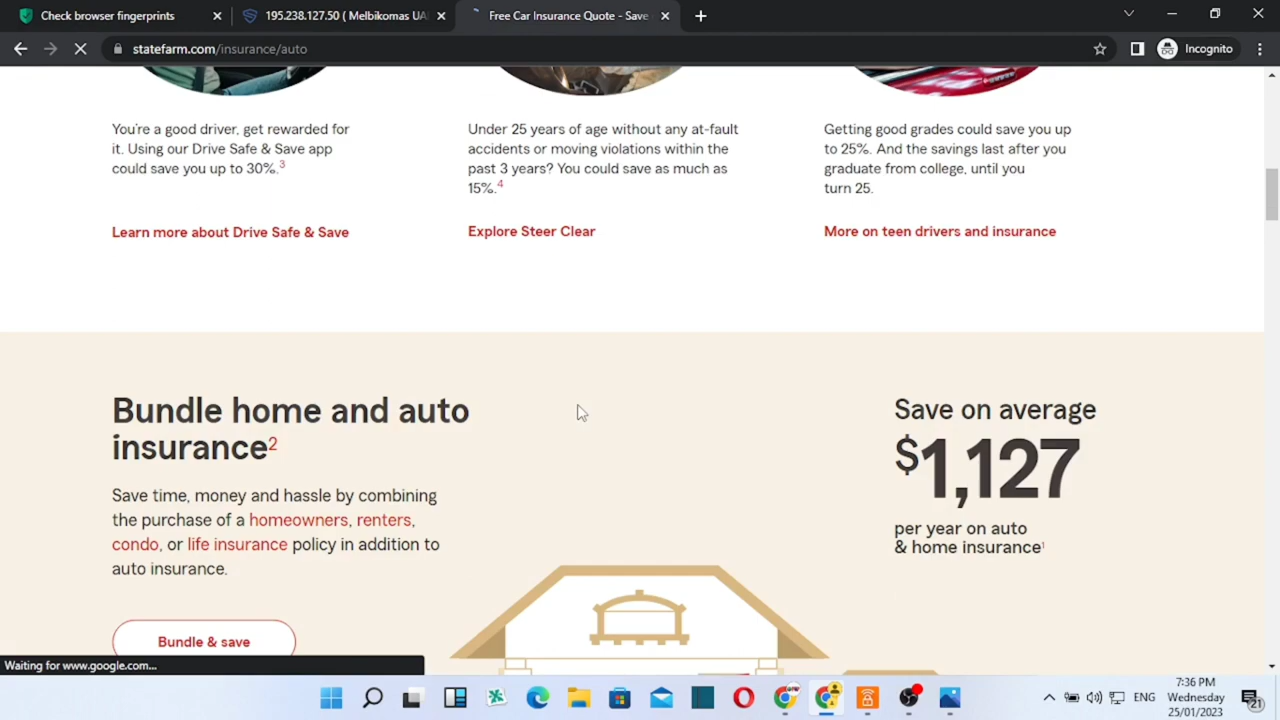 Check browser fingerprints
195.238.127.50 ( Melbikomas UA
Free Car Insurance Quote - Save
statefarm.com/insurance/auto
Incognito
You're a good driver, get rewarded for
it. Using our Drive Safe & Save app
could save you up to 30%.3
Learn more about Drive Safe & Save
Under 25 years of age without any at-fault
accidents or moving violations within the
past 3 years? You could save as much as
15%.4
Explore Steer Clear
Getting good grades could save you up
to 25%. And the savings last after you
graduate from college, until you
turn 25.
More on teen drivers and insurance
Bundle home and auto
insurance2
Save time, money and hassle by combining
the purchase of a homeowners, renters,
condo, or life insurance policy in addition to
auto insurance.
Bundle & save
Save on average
$1,127
per year on auto
& home insurance1
Waiting for www.google.com...
ENG
7:36 PM
Wednesday
25/01/2023
21